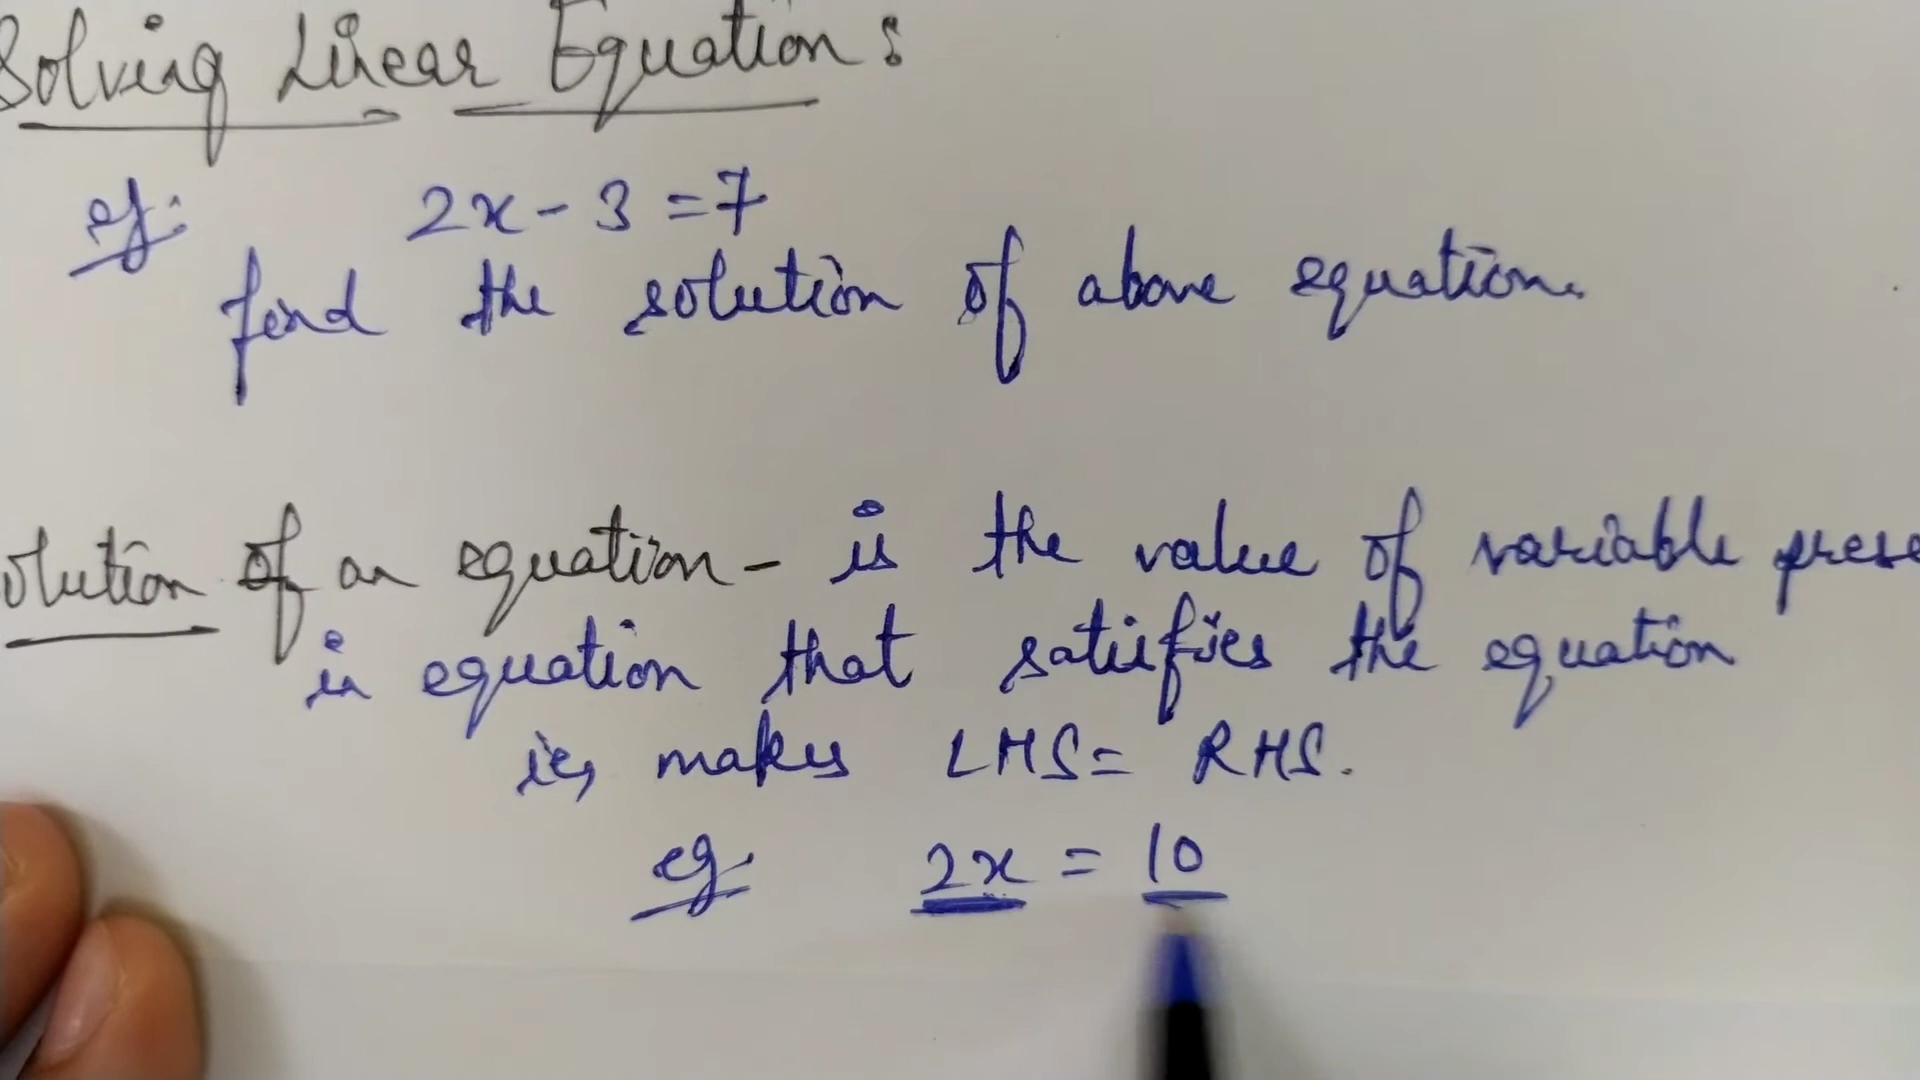 Solving Linear Equation:
eg: 2x - 3 = 7
find the solution of above equation.
olution of an equation - is the value of variable prese
in equation that satisfies the equation
ie, makes LHS = RHS.
eg 2x = 10